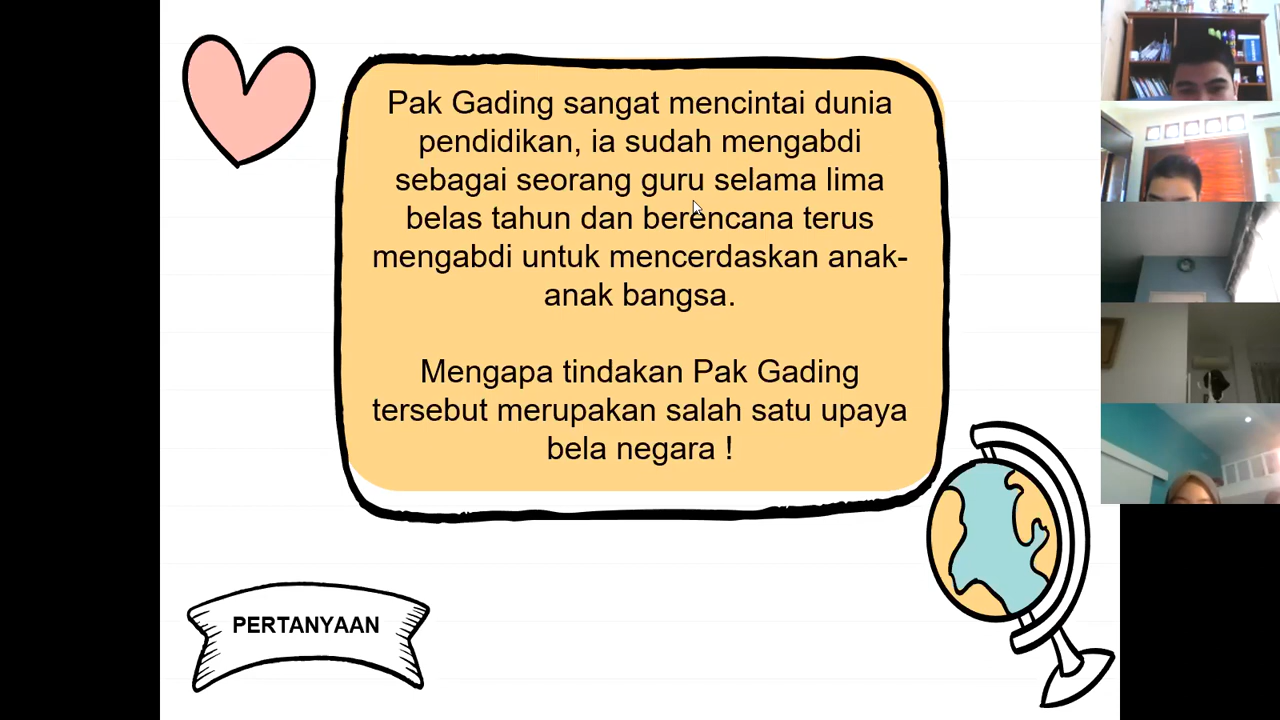 Pak Gading sangat mencintai dunia
pendidikan, ia sudah mengabdi
sebagai seorang guru selama lima
belas tahun dan berencana terus
mengabdi untuk mencerdaskan anak-
anak bangsa.
Mengapa tindakan Pak Gading
tersebut merupakan salah satu upaya
bela negara !
PERTANYAAN